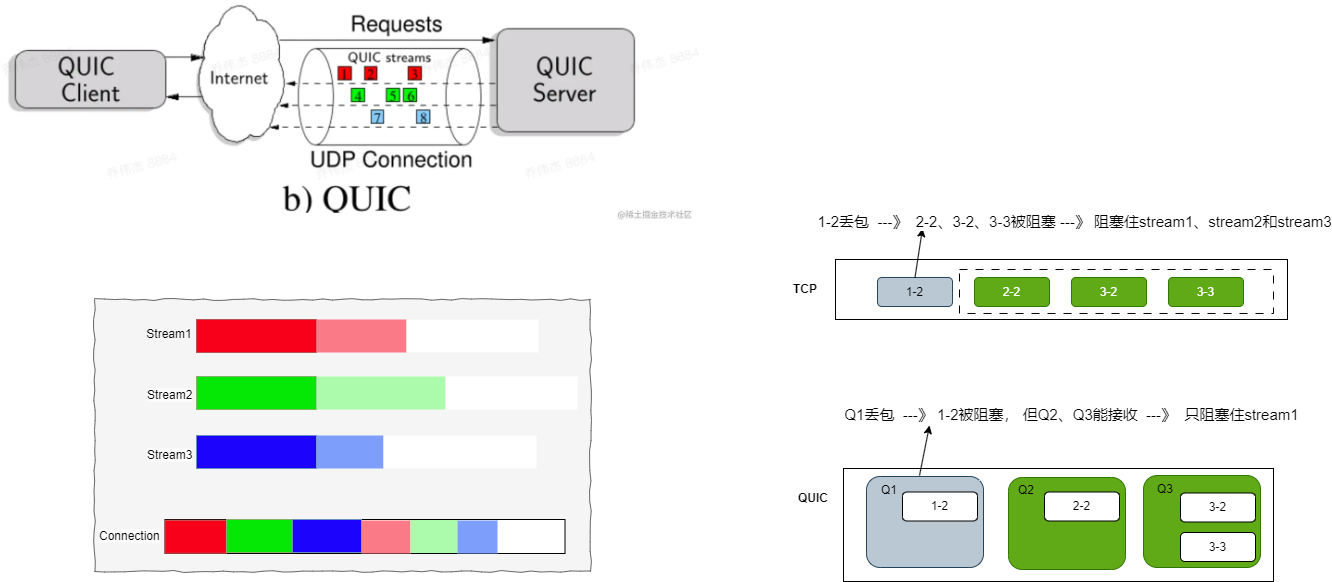 Requests
QUIC streams
QUIC
Client
Internet
1
2
3
4
5
6
7
8
QUIC
Server
UDP Connection
b) QUIC
@稀土掘金技术社区
乔伟杰 8684
Stream1
Stream2
Stream3
Connection
1-2丢包 ---》 2-2、3-2、3-3被阻塞 ---》 阻塞住stream1、stream2和stream3
TCP
1-2
2-2
3-2
3-3
Q1丢包 ---》 1-2被阻塞， 但Q2、Q3能接收 ---》 只阻塞住stream1
QUIC
Q1
1-2
Q2
2-2
Q3
3-2
3-3